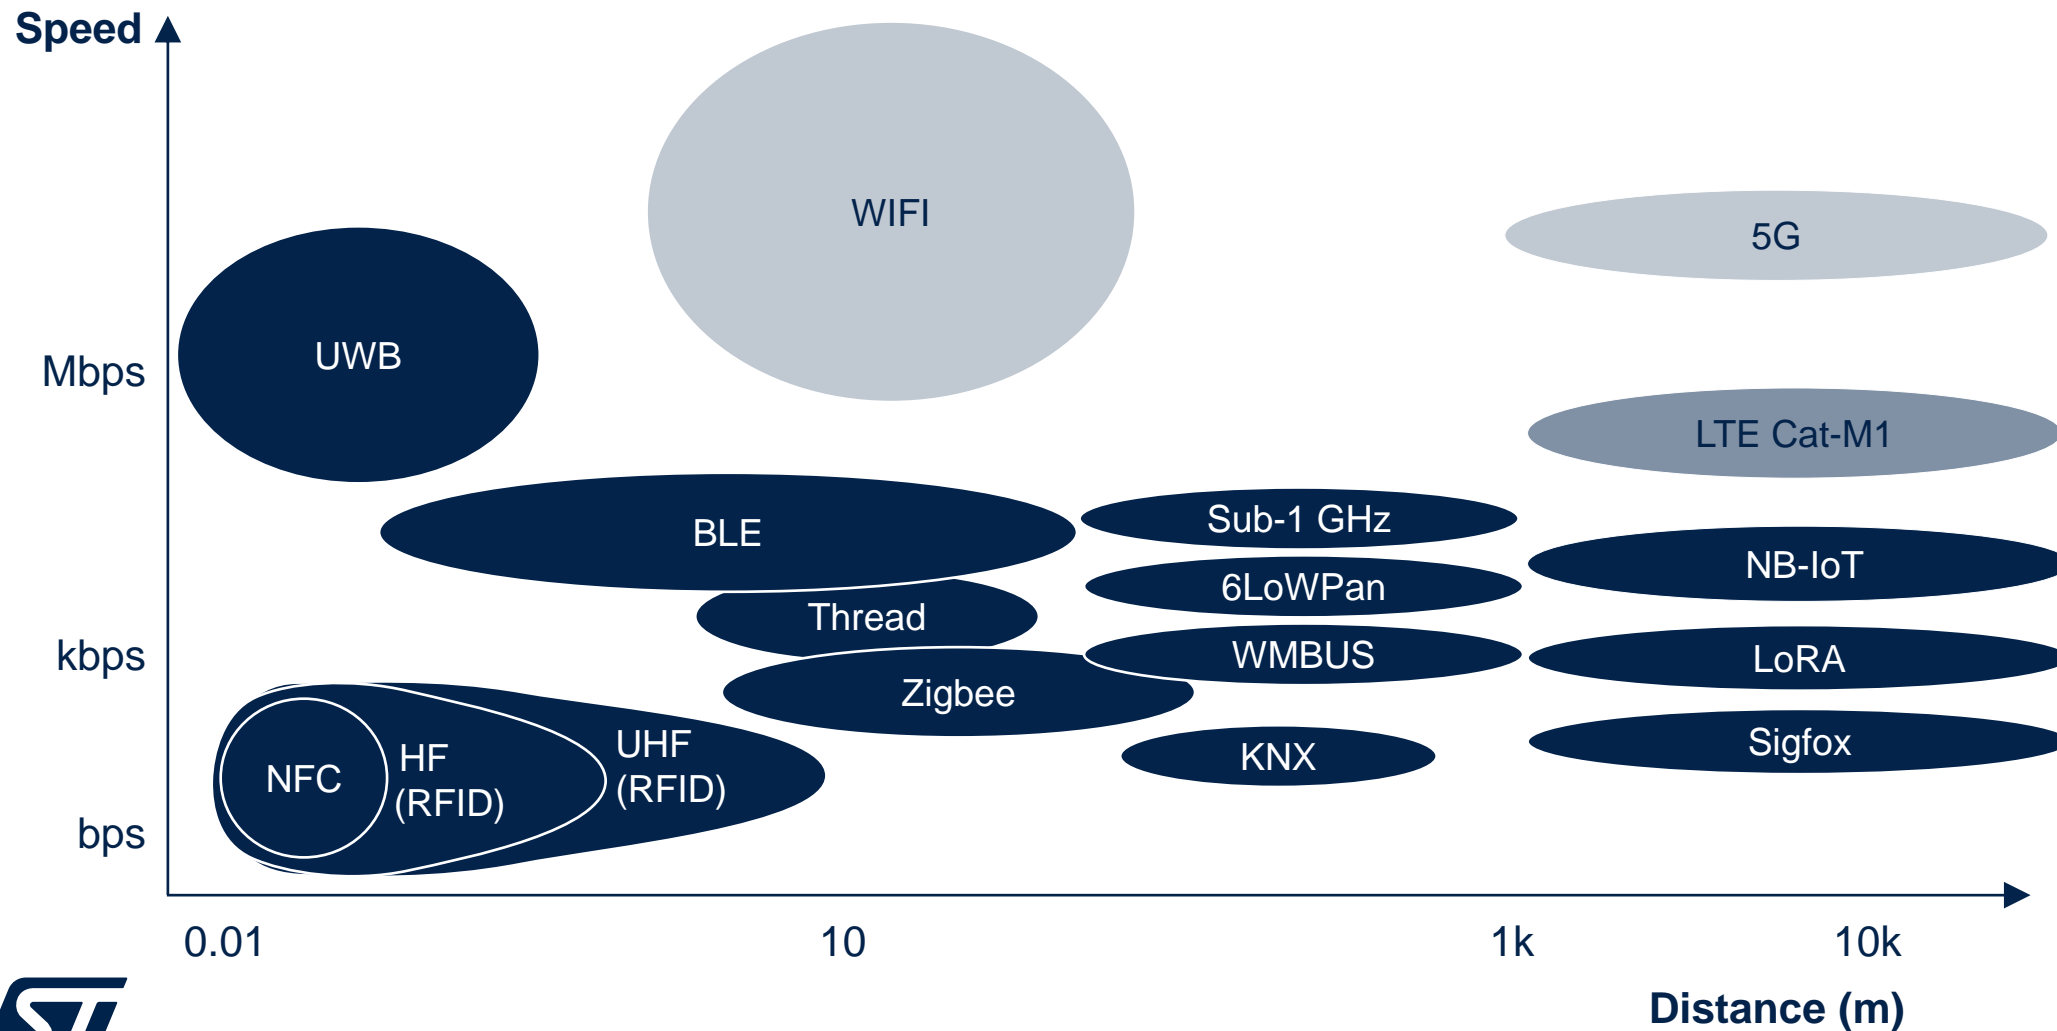 Speed
WIFI
5G
UWB
Mbps
LTE Cat-M1
BLE
Sub-1 GHz
NB-IoT
6LoWPan
Thread
kbps
WMBUS
LoRA
Zigbee
Sigfox
KNX
NFC
HF
(RFID)
UHF
(RFID)
bps
0.01
10
1k
10k
Distance (m)
ST